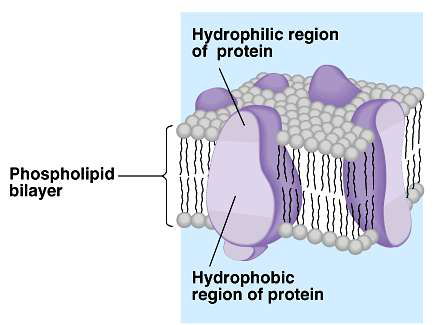 Hydrophilic region
of protein
Phospholipid
bilayer
Hydrophobic
region of protein